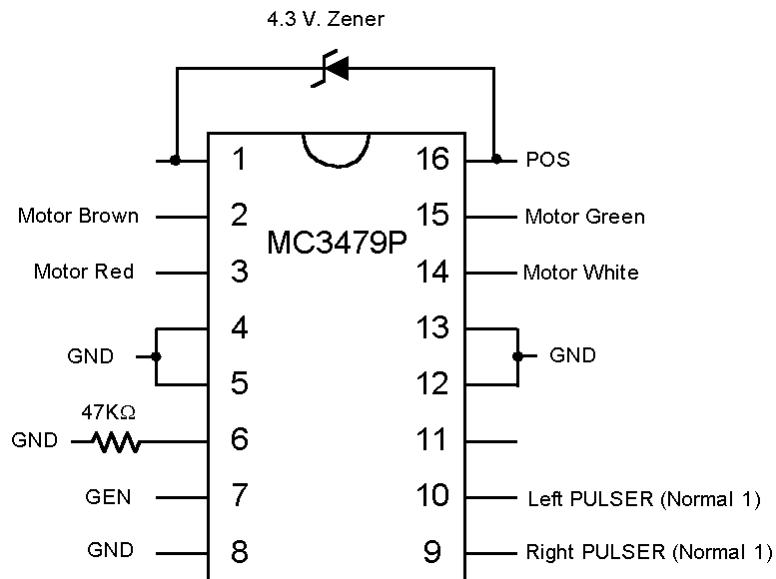 4.3 V. Zener
1 16 POS
Motor Brown 2 15 Motor Green
MC3479P
Motor Red 3 14 Motor White
4 13
GND GND
5 12
47KΩ
GND 6 11
GEN 7 10 Left PULSER (Normal 1)
GND 8 9 Right PULSER (Normal 1)